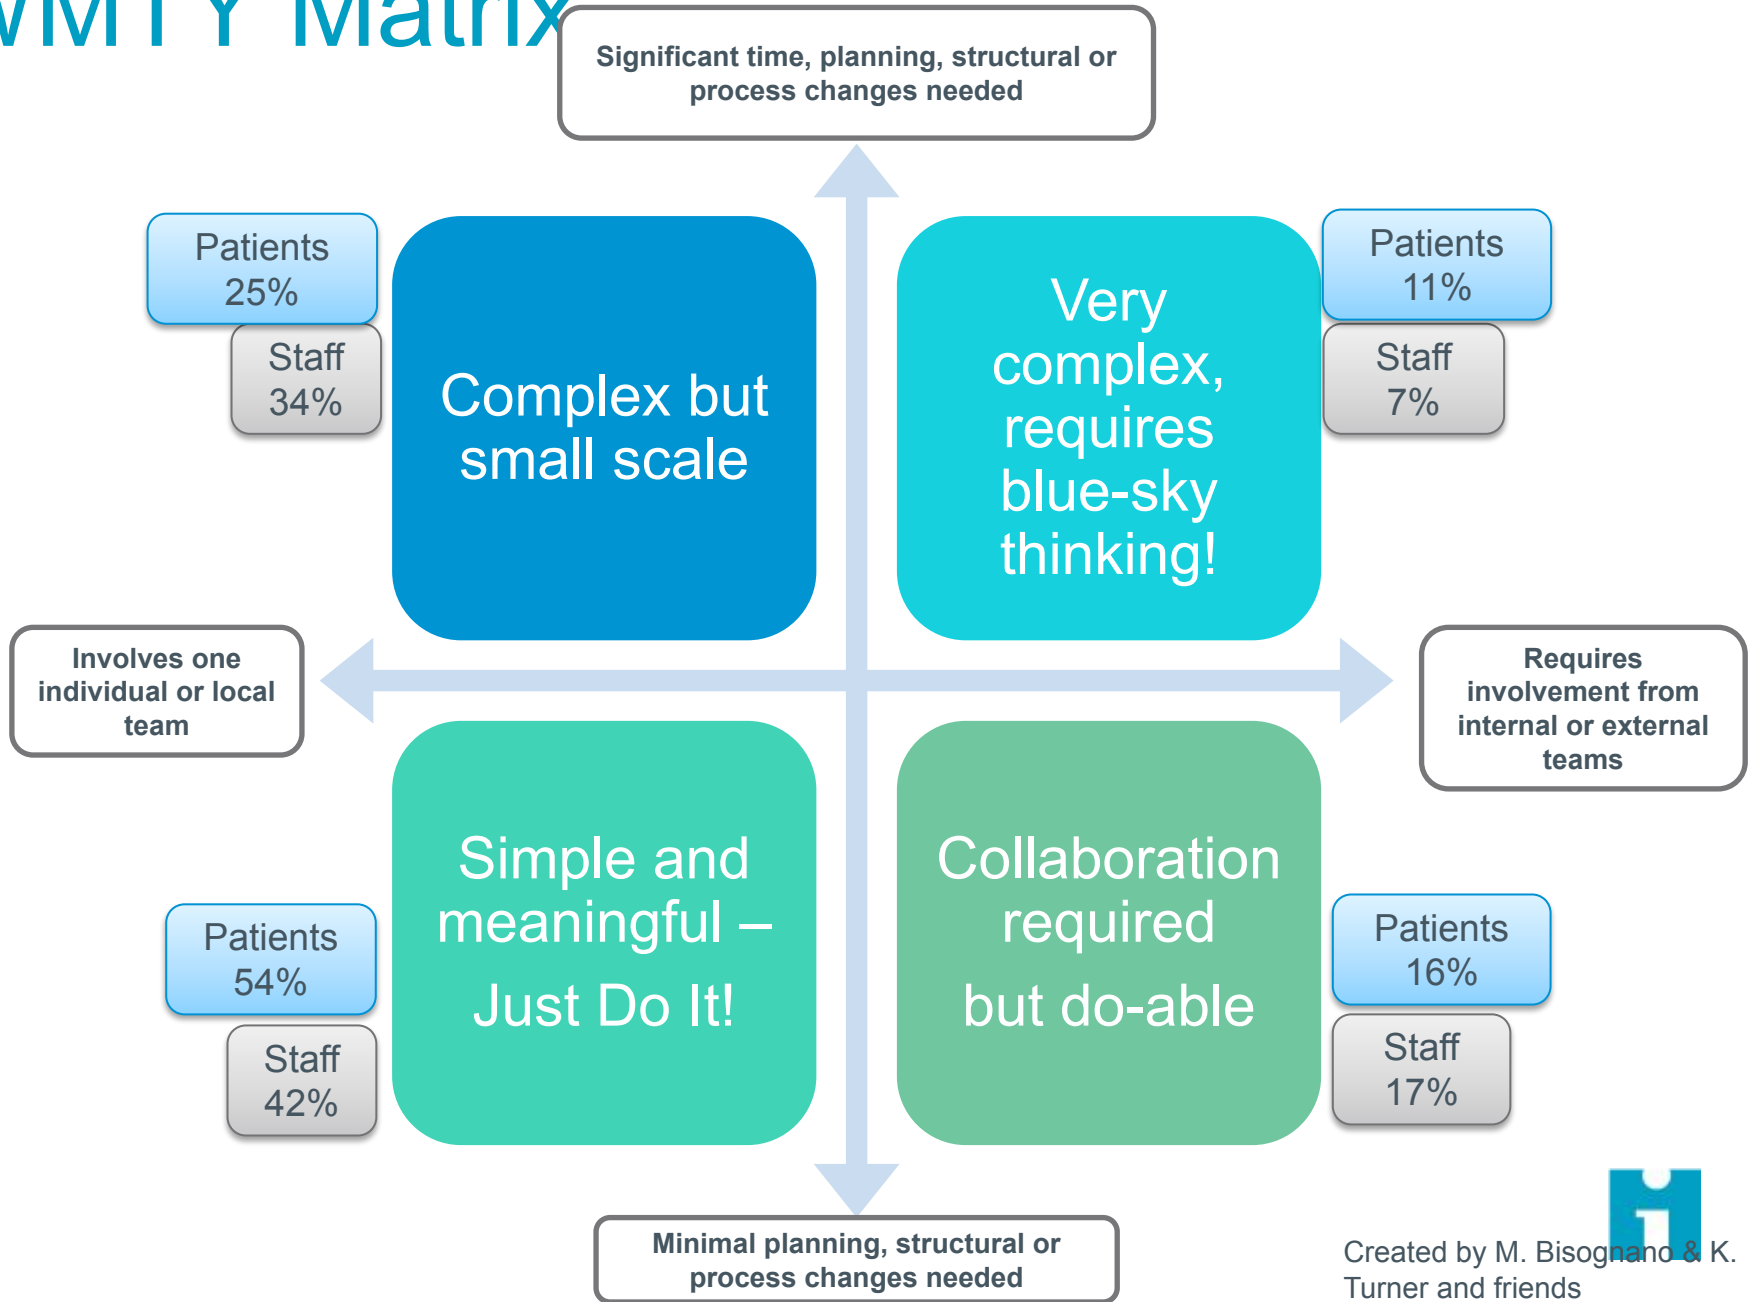 WMTY Matrix
Significant time, planning, structural or
process changes needed
Patients
25%
Staff
34%
Complex but
small scale
Very
complex,
requires
blue-sky
thinking!
Patients
11%
Staff
7%
Involves one
individual or local
team
Requires
involvement from
internal or external
teams
Simple and
meaningful –
Just Do It!
Patients
54%
Staff
42%
Collaboration
required
but do-able
Patients
16%
Staff
17%
Minimal planning, structural or
process changes needed
Created by M. Bisognano & K.
Turner and friends